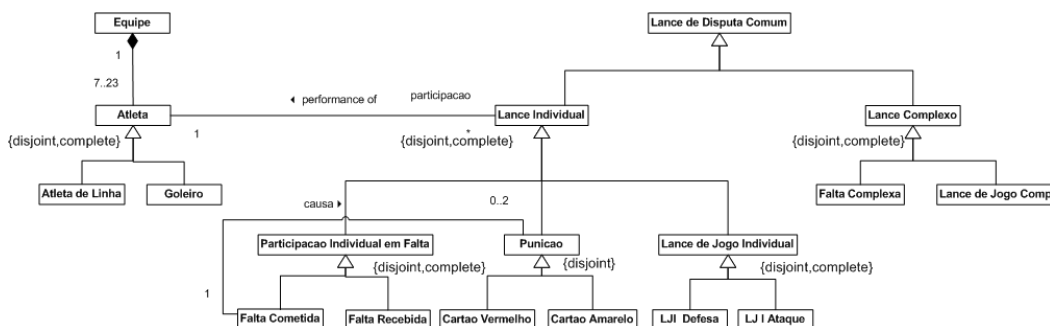 Equipe
Lance de Disputa Comum
1
7..23
◄ performance of
participacao
Atleta
Lance Individual
Lance Complexo
1
*
{disjoint,complete}
{disjoint,complete}
{disjoint,complete}
Atleta de Linha
Goleiro
Falta Complexa
Lance de Jogo Comp
causa ►
0..2
Participacao Individual em Falta
Punicao
Lance de Jogo Individual
{disjoint,complete}
{disjoint}
{disjoint,complete}
1
Falta Cometida
Falta Recebida
Cartao Vermelho
Cartao Amarelo
LJI Defesa
LJ I Ataque